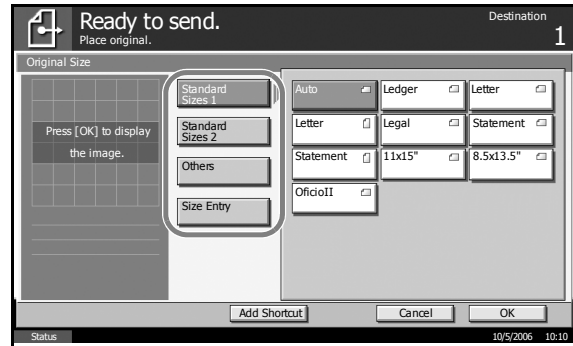 Ready to send.
Place original.
Destination
1
Original Size
Press [OK] to display
the image.
Standard
Sizes 1
Standard
Sizes 2
Others
Size Entry
Auto
Ledger
Letter
Letter
Legal
Statement
Statement
11x15"
8.5x13.5"
OficioII
Add Shortcut
Cancel
OK
Status
10/5/2006 10:10